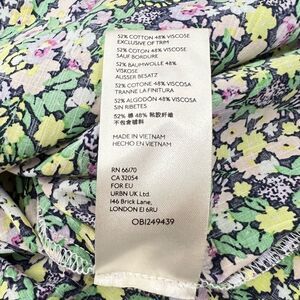 52% COTTON 48% VISCOSE
EXCLUSIVE OF TRIM
52% COTON 48% VISCOSE
SAUF BORDURE
52% BAUMWOLLE 48%
VISKOSE
AUSSER BESATZ
52% COTONE 48% VISCOSA
TRANNE LA FINITURA
52% ALGODÓN 48% VISCOSA
SIN RIBETES
52% 棉 48% 粘胶纤维
不包含辅料
MADE IN VIETNAM
HECHO EN VIETNAM
RN 66170
CA 32054
FOR EU
URBN UK Ltd.
146 Brick Lane,
LONDON E1 6RU
OB1249439